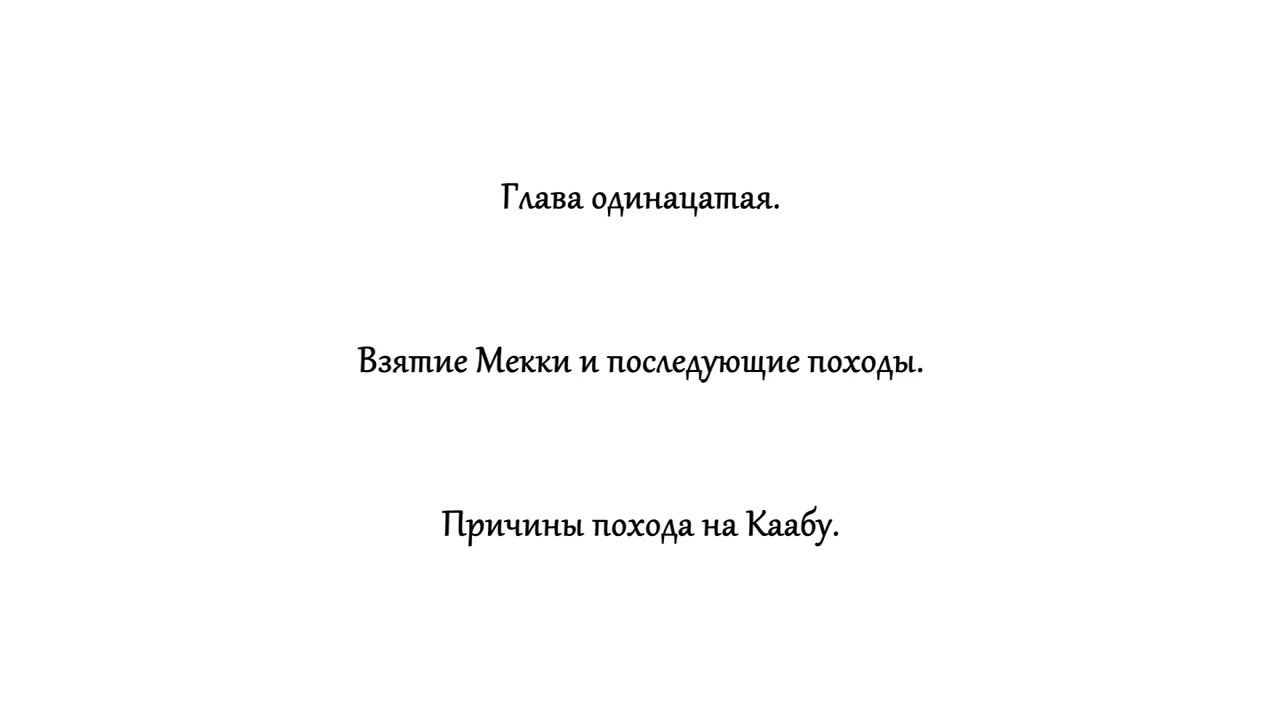 Глава одинацатая.
Взятие Мекки и последующие походы.
Причины похода на Каабу.